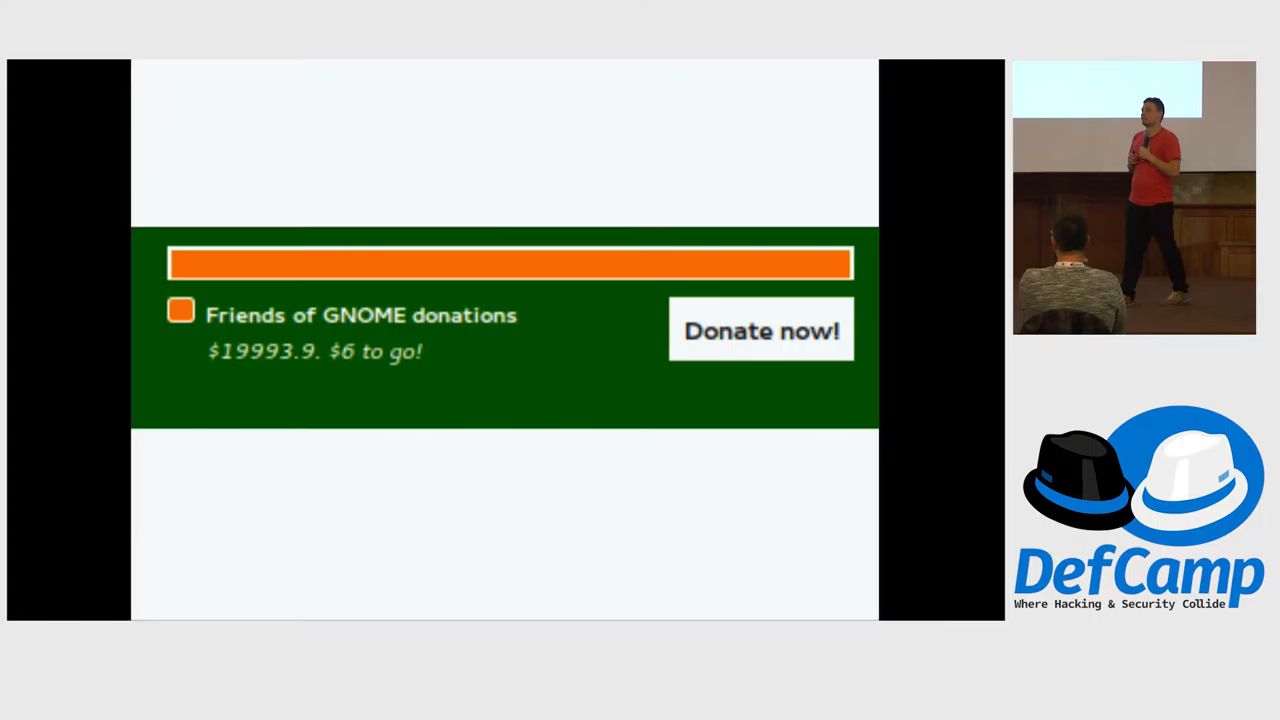 Friends of GNOME donations
$19993.9. $6 to go!
Donate now!
DefCamp
Where Hacking & Security Collide